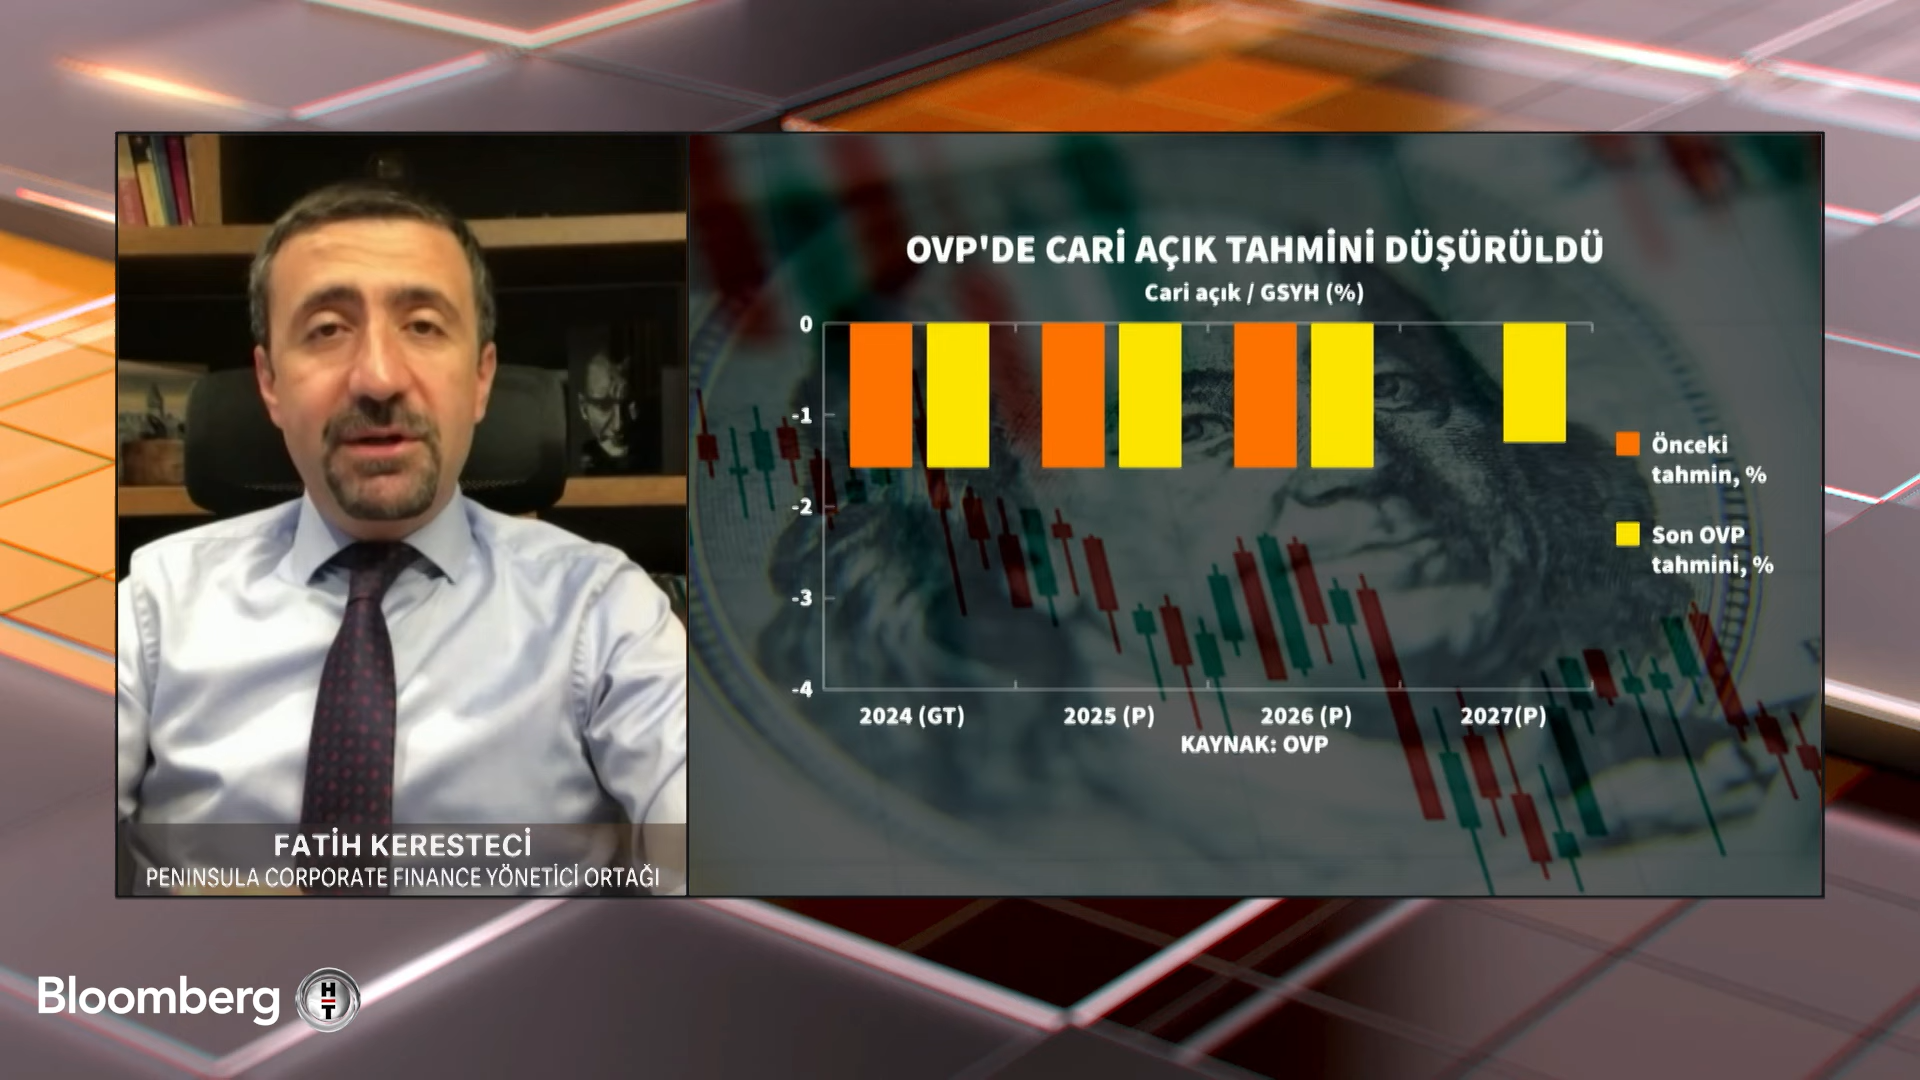 OVP'DE CARİ AÇIK TAHMİNİ DÜŞÜRÜLDÜ
Cari açık / GSYH (%)
0
-1
-2
-3
-4
2024 (GT)
2025 (P)
2026 (P)
2027(P)
KAYNAK: OVP
Önceki
tahmin, %
Son OVP
tahmini, %
FATİH KERESTECİ
PENINSULA CORPORATE FINANCE YÖNETİCİ ORTAĞI
Bloomberg HT